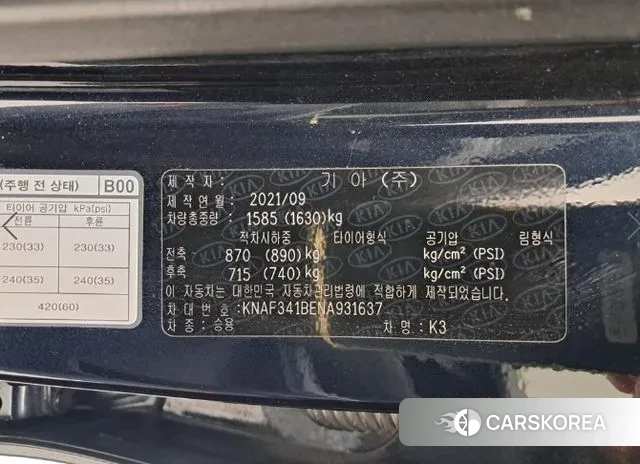 (주행 전 상태) B00
타이어 공기압 kPa(psi)
전륜 후륜
230(33) 230(33)
240(35) 240(35)
420(60)
제 작 자 : 기 아 (주)
제 작 연 월 : 2021/09
차량총중량 : 1585 (1630)kg
적차시하중 타이어형식 공기압 림형식
전축 870 (890) kg kg/cm² (PSI)
후축 715 (740) kg kg/cm² (PSI)
이 자동차는 대한민국 자동차관리법령에 적합하게 제작되었습니다.
차 대 번 호 :KNAF341BENA931637
차 종 : 승용 차 명 : K3
CARSKOREA